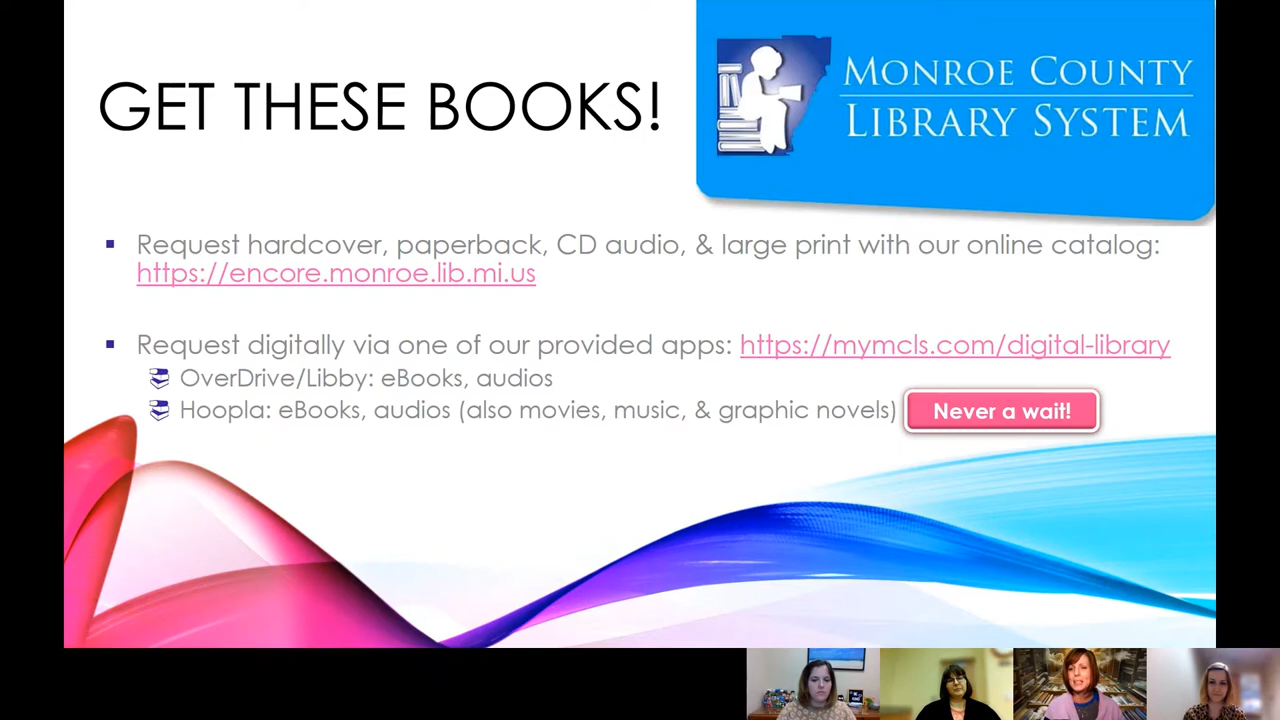 GET THESE BOOKS!
MONROE COUNTY
LIBRARY SYSTEM
Request hardcover, paperback, CD audio, & large print with our online catalog:
https://encore.monroe.lib.mi.us
Request digitally via one of our provided apps: https://mymcls.com/digital-library
OverDrive/Libby: eBooks, audios
Hoopla: eBooks, audios (also movies, music, & graphic novels)
Never a wait!